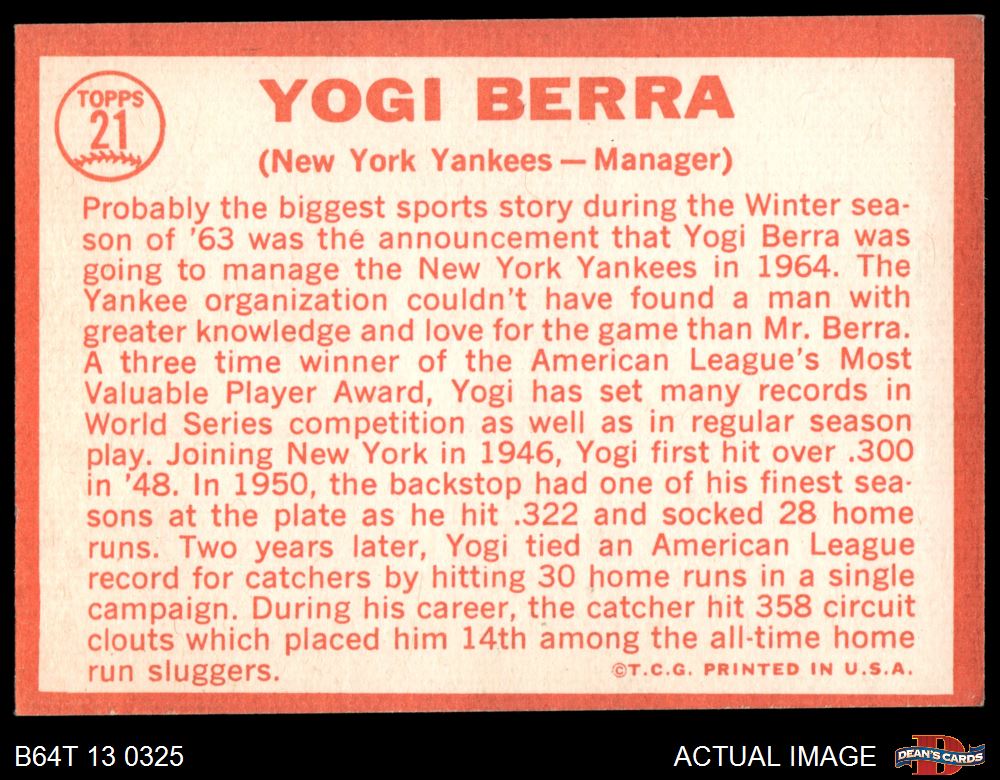 TOPPS
21
YOGI BERRA
(New York Yankees — Manager)
Probably the biggest sports story during the Winter sea-
son of '63 was the announcement that Yogi Berra was
going to manage the New York Yankees in 1964. The
Yankee organization couldn't have found a man with
greater knowledge and love for the game than Mr. Berra.
A three time winner of the American League's Most
Valuable Player Award, Yogi has set many records in
World Series competition as well as in regular season
play. Joining New York in 1946, Yogi first hit over .300
in '48. In 1950, the backstop had one of his finest sea-
sons at the plate as he hit .322 and socked 28 home
runs. Two years later, Yogi tied an American League
record for catchers by hitting 30 home runs in a single
campaign. During his career, the catcher hit 358 circuit
clouts which placed him 14th among the all-time home
run sluggers.
©T.C.G. PRINTED IN U.S.A.
B64T 13 0325
ACTUAL IMAGE
D
DEAN'S CARDS